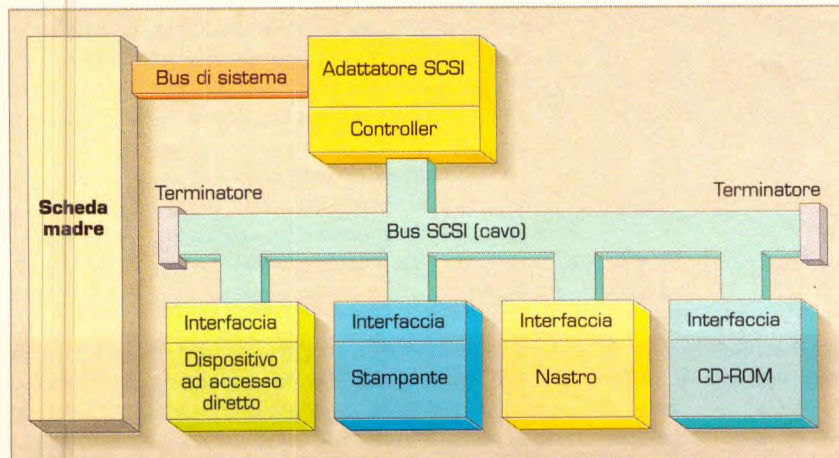 Bus di sistema
Adattatore SCSI
Controller
Scheda
madre
Terminatore
Terminatore
Bus SCSI (cavo)
Interfaccia
Dispositivo
ad accesso
diretto
Interfaccia
Stampante
Interfaccia
Nastro
Interfaccia
CD-ROM